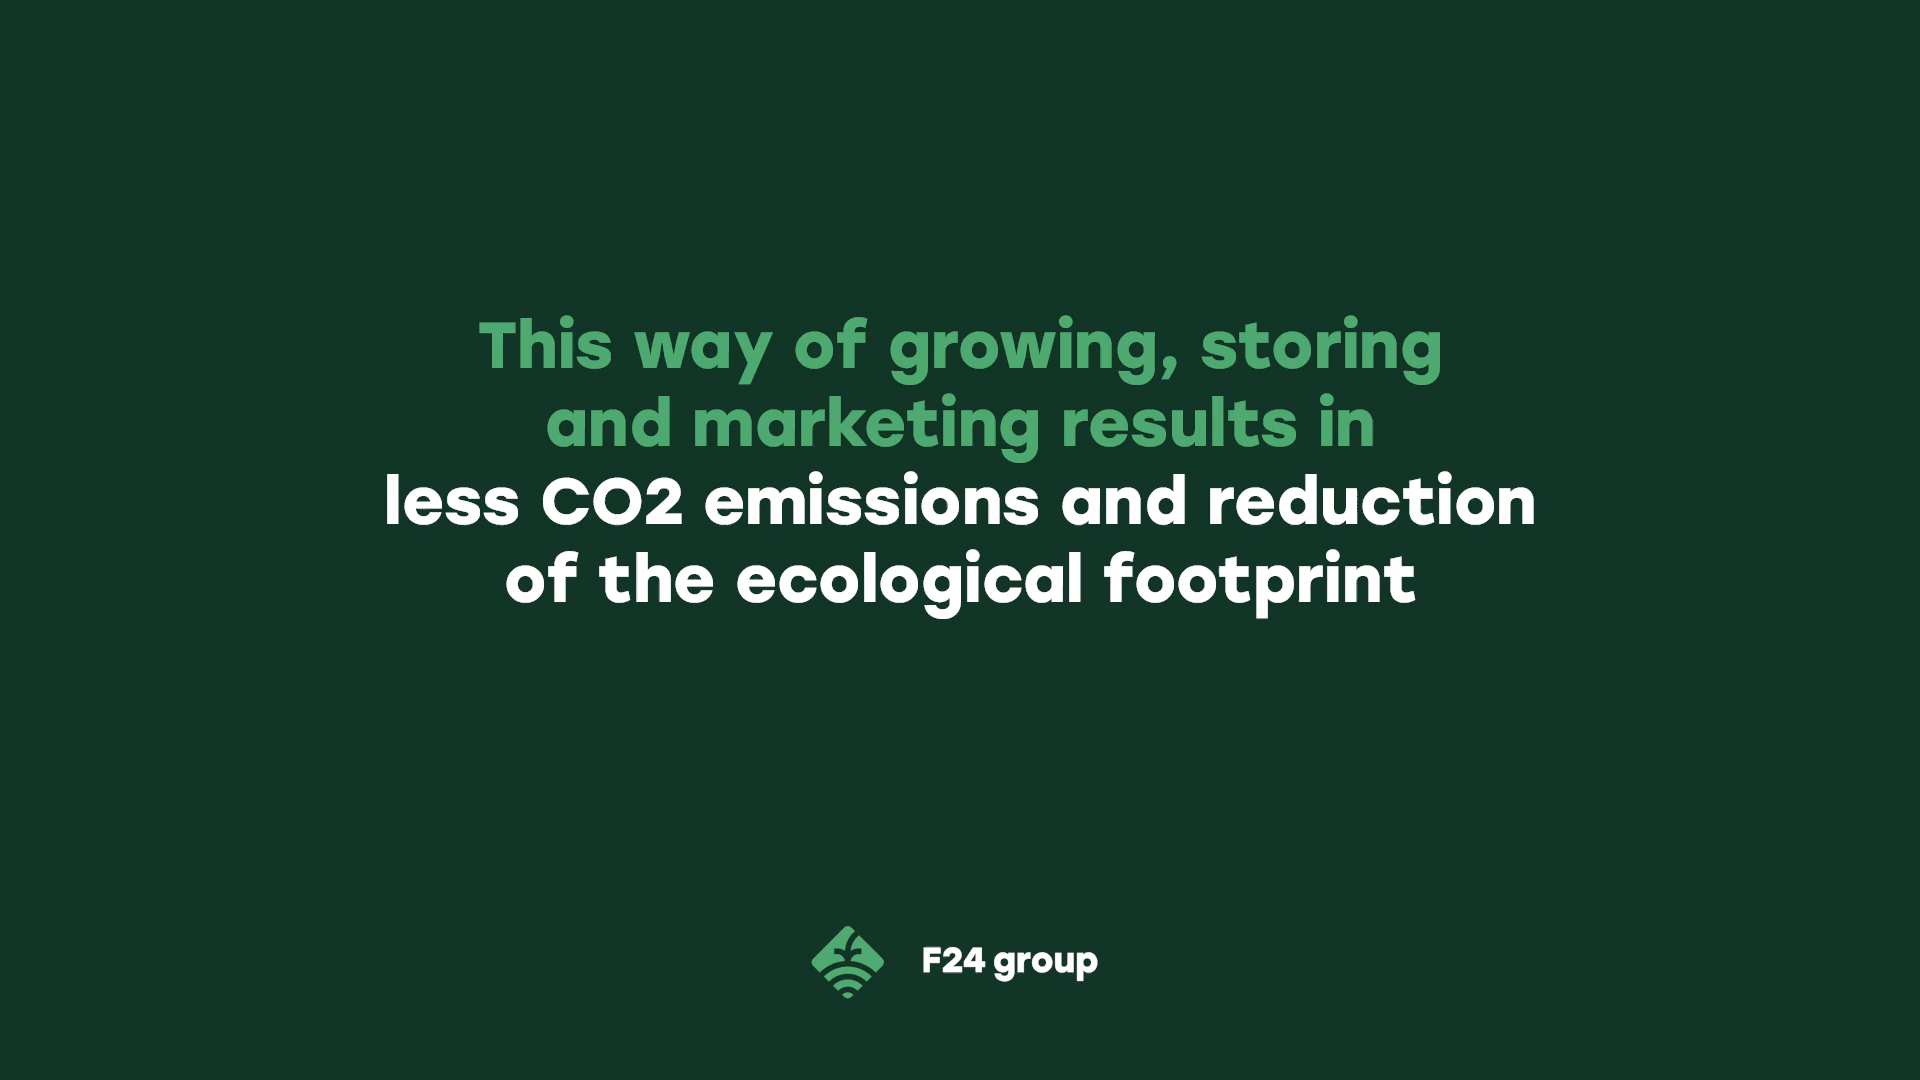 This way of growing, storing
and marketing results in
less CO2 emissions and reduction
of the ecological footprint
F24 group